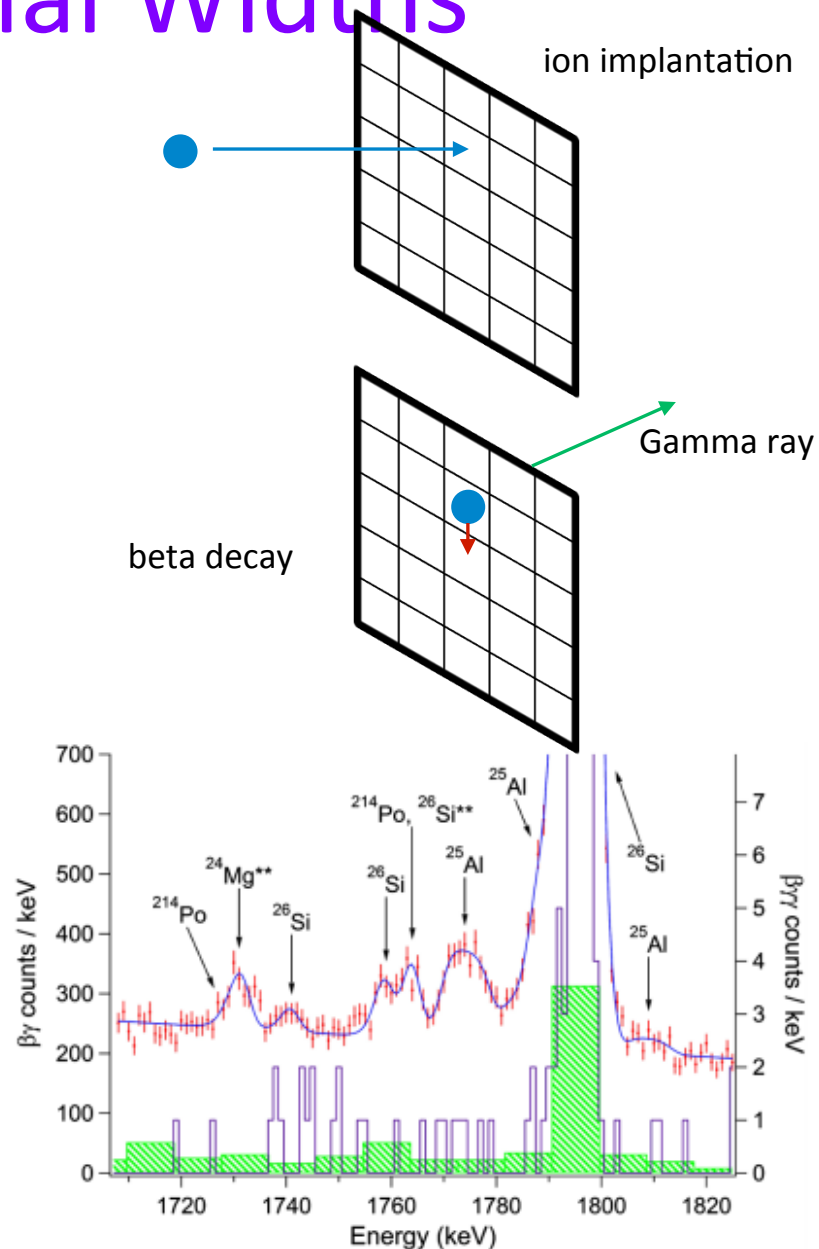 ion implantation
Gamma ray
beta decay
700
600
500
400
300
200
100
0
βγ counts / keV
²¹⁴Po
²⁴Mg**
²⁶Si
²⁶Si
²¹⁴Po, ²⁶Si**
²⁵Al
²⁵Al
²⁶Si
²⁵Al
7
6
5
4
3
2
1
0
βγγ counts / keV
1720 1740 1760 1780 1800 1820
Energy (keV)